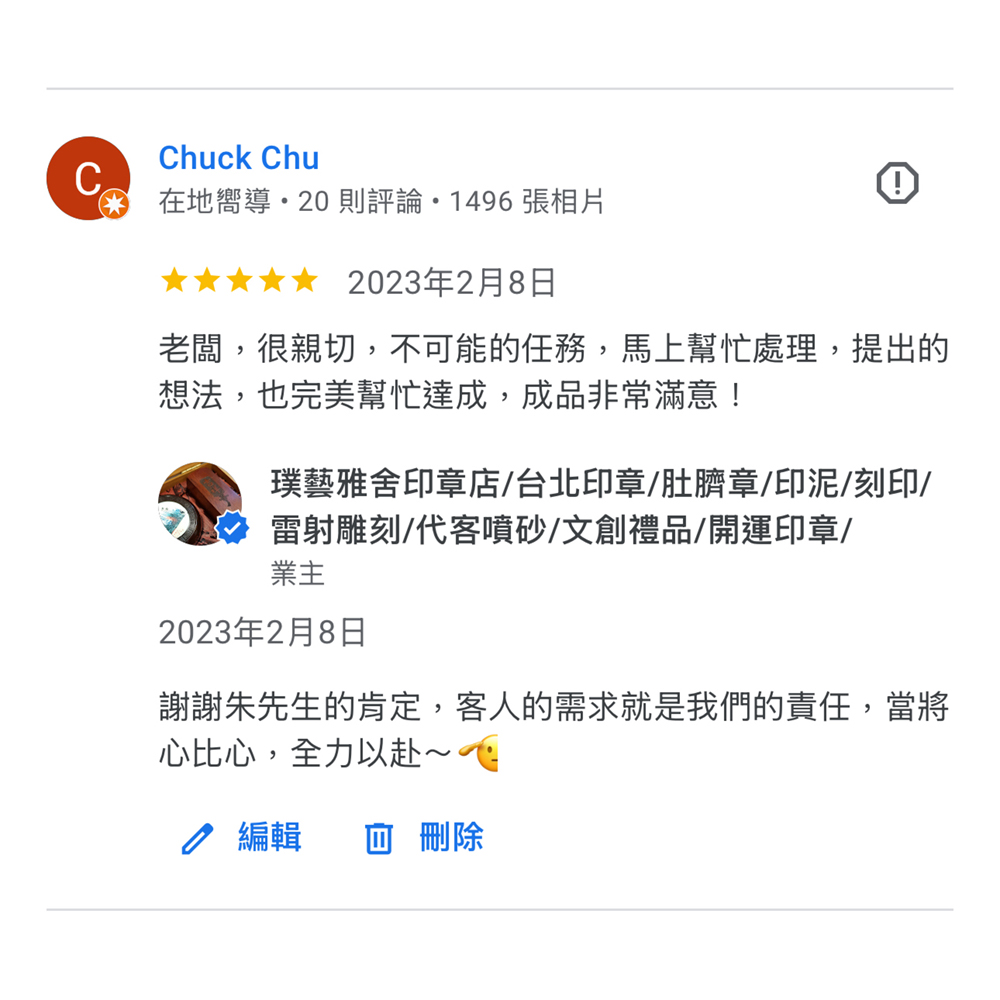 C
Chuck Chu
在地嚮導 • 20 則評論 • 1496 張相片
2023年2月8日
老闆，很親切，不可能的任務，馬上幫忙處理，提出的
想法，也完美幫忙達成，成品非常滿意！
璞藝雅舍印章店/台北印章/肚臍章/印泥/刻印/
雷射雕刻/代客噴砂/文創禮品/開運印章/
業主
2023年2月8日
謝謝朱先生的肯定，客人的需求就是我們的責任，當將
心比心，全力以赴～🫡
編輯 刪除